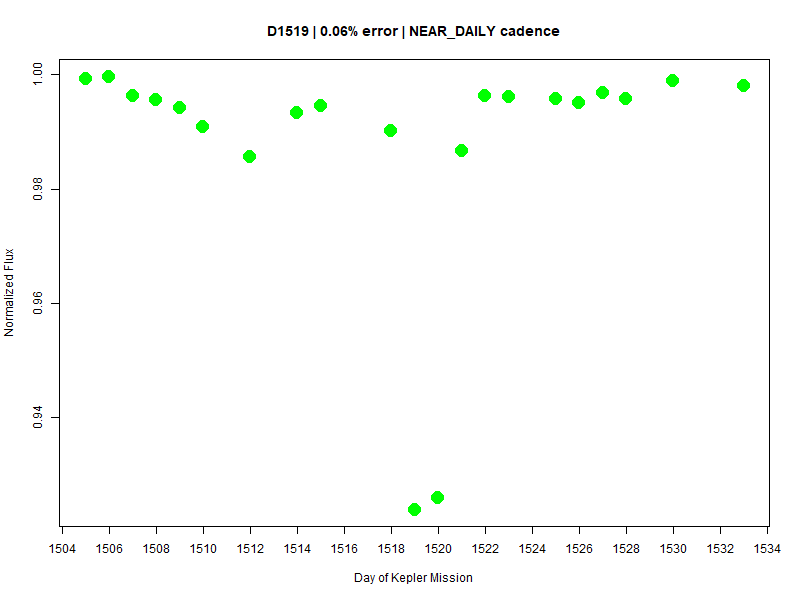 D1519 | 0.06% error | NEAR_DAILY cadence
Normalized Flux
1.00
0.98
0.96
0.94
1504 1506 1508 1510 1512 1514 1516 1518 1520 1522 1524 1526 1528 1530 1532 1534
Day of Kepler Mission